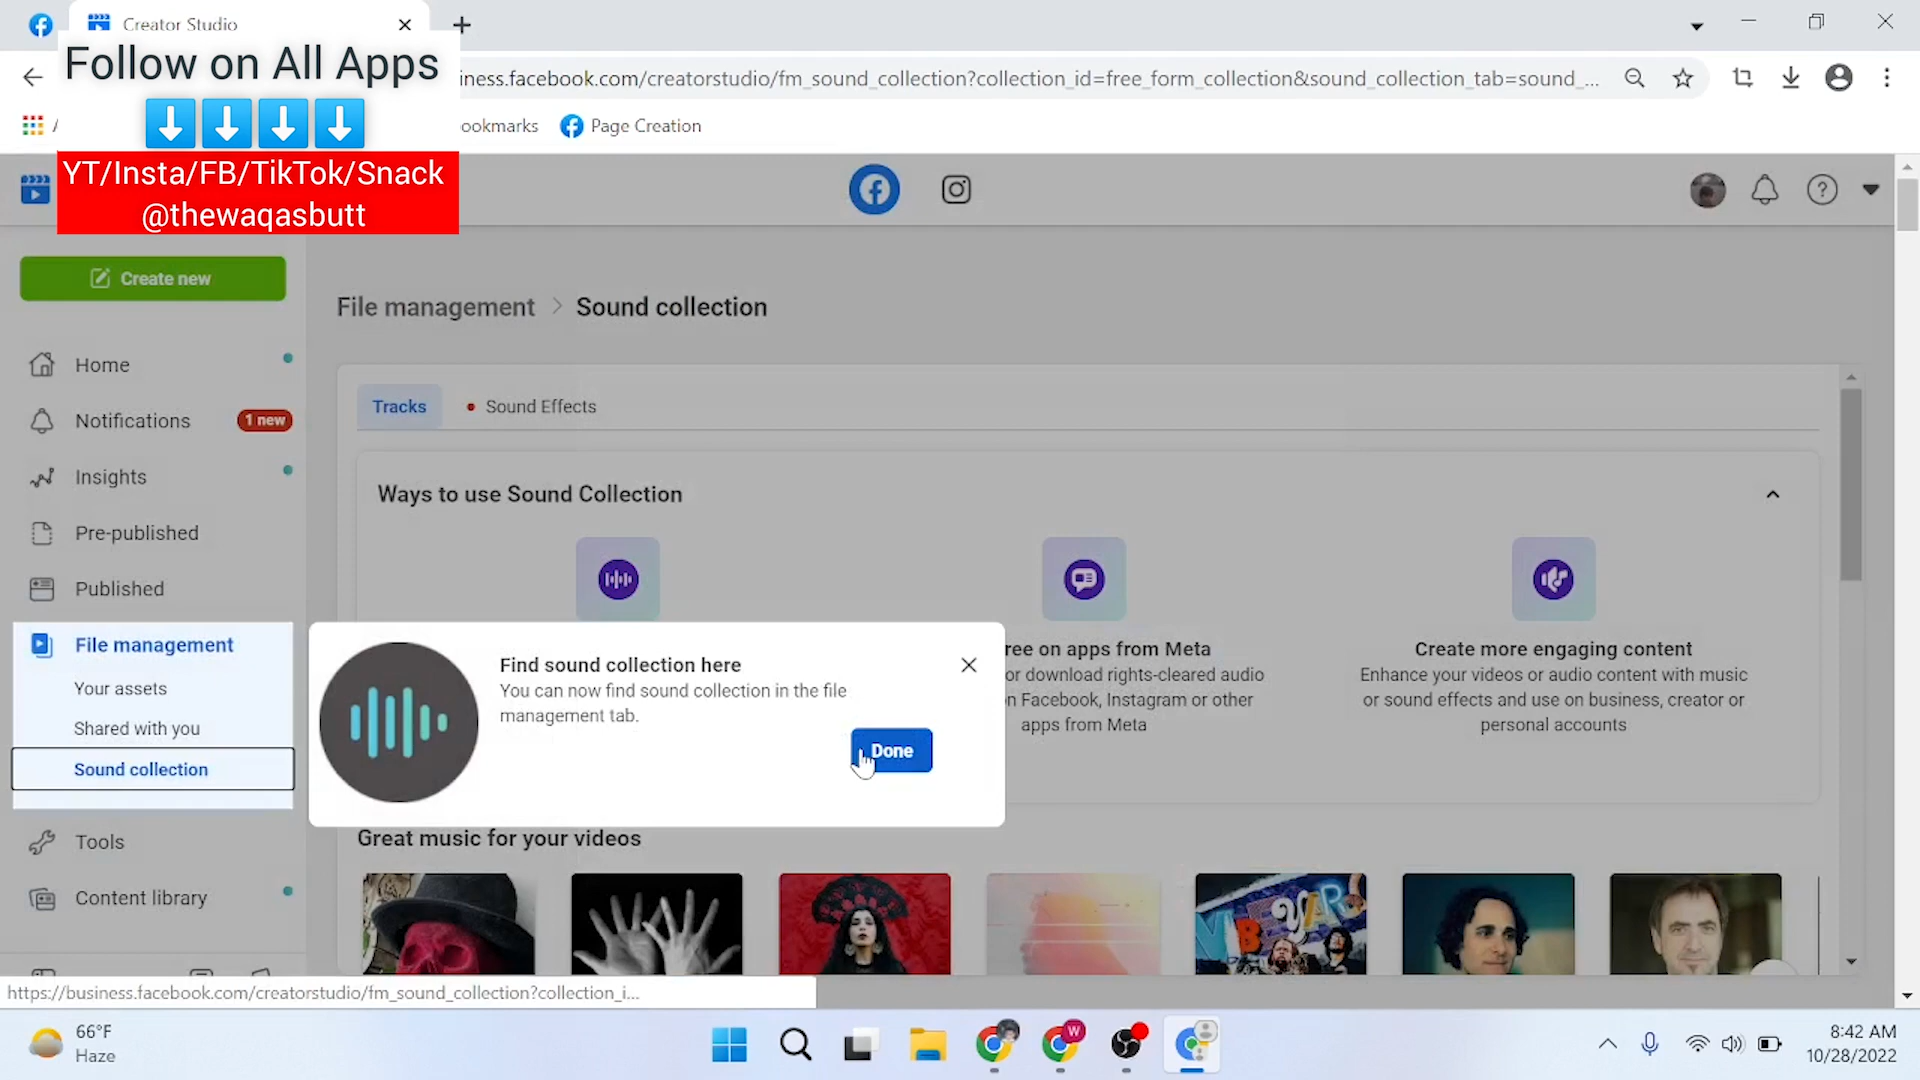 Creator Studio
Follow on All Apps
iness.facebook.com/creatorstudio/fm_sound_collection?collection_id=free_form_collection&sound_collection_tab=sound_...
ookmarks
Page Creation
YT/Insta/FB/TikTok/Snack
@thewaqasbutt
Create new
File management > Sound collection
Home
Tracks
Sound Effects
Notifications
1 new
Insights
Ways to use Sound Collection
Pre-published
Published
File management
Your assets
Shared with you
Sound collection
Find sound collection here
You can now find sound collection in the file
management tab.
Done
ree on apps from Meta
or download rights-cleared audio
n Facebook, Instagram or other
apps from Meta
Create more engaging content
Enhance your videos or audio content with music
or sound effects and use on business, creator or
personal accounts
Tools
Great music for your videos
Content library
https://business.facebook.com/creatorstudio/fm_sound_collection?collection_i...
66°F
Haze
W
8:42 AM
10/28/2022